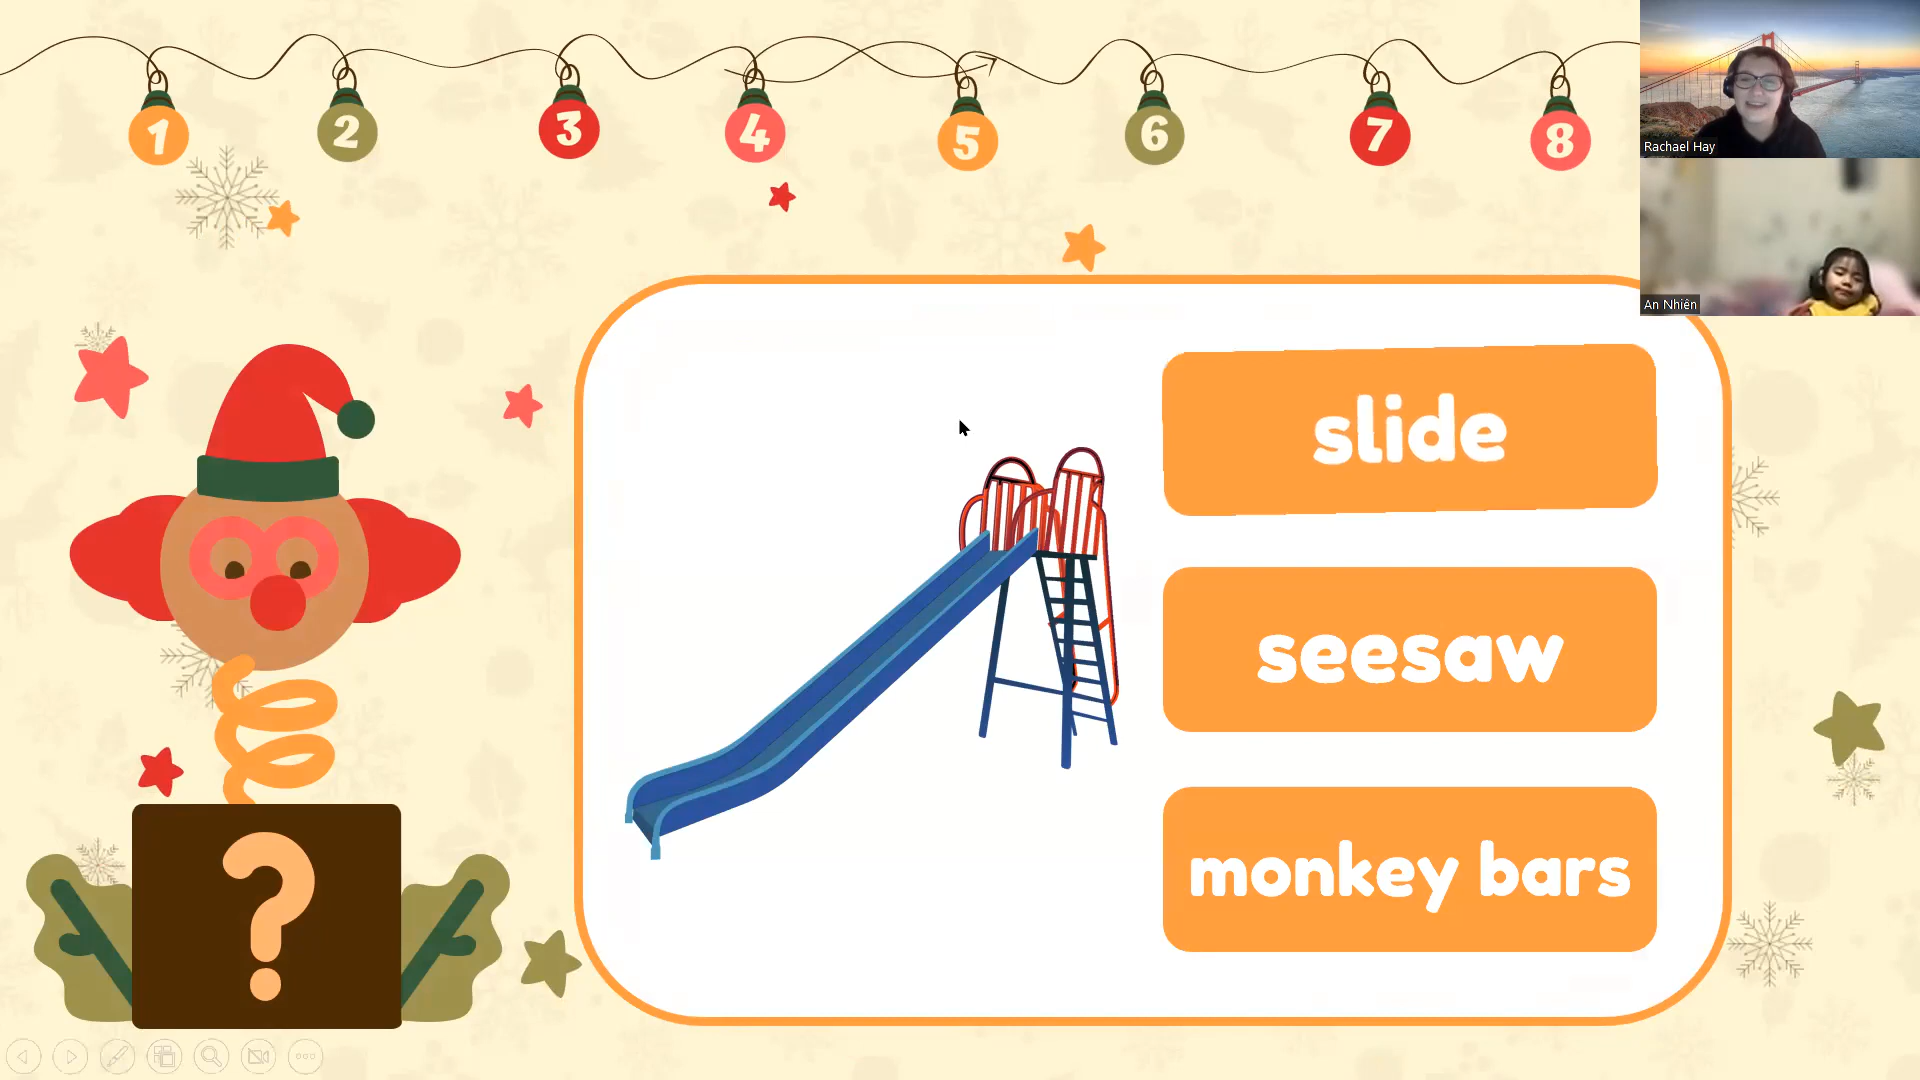 1 2 3 4 5 6 7 8
Rachael Hay
An Nhiên
slide
seesaw
monkey bars
?